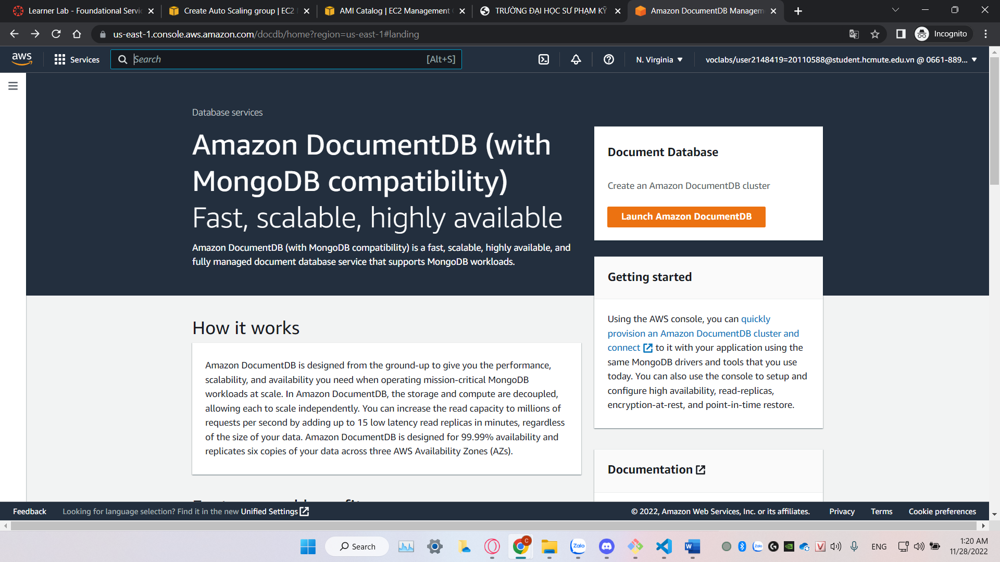 Learner Lab - Foundational Servic
Create Auto Scaling group | EC2 M
AMI Catalog | EC2 Management C
TRƯỜNG ĐẠI HỌC SƯ PHẠM KỸ
Amazon DocumentDB Managem
us-east-1.console.aws.amazon.com/docdb/home?region=us-east-1#landing
Incognito
aws
Services
Search
[Alt+S]
N. Virginia
voclabs/user2148419=20110588@student.hcmute.edu.vn @ 0661-889...
Database services
Amazon DocumentDB (with
MongoDB compatibility)
Fast, scalable, highly available
Amazon DocumentDB (with MongoDB compatibility) is a fast, scalable, highly available, and
fully managed document database service that supports MongoDB workloads.
Document Database
Create an Amazon DocumentDB cluster
Launch Amazon DocumentDB
Getting started
Using the AWS console, you can quickly
provision an Amazon DocumentDB cluster and
connect to it with your application using the
same MongoDB drivers and tools that you use
today. You can also use the console to setup and
configure high availability, read-replicas,
encryption-at-rest, and point-in-time restore.
How it works
Amazon DocumentDB is designed from the ground-up to give you the performance,
scalability, and availability you need when operating mission-critical MongoDB
workloads at scale. In Amazon DocumentDB, the storage and compute are decoupled,
allowing each to scale independently. You can increase the read capacity to millions of
requests per second by adding up to 15 low latency read replicas in minutes, regardless
of the size of your data. Amazon DocumentDB is designed for 99.99% availability and
replicates six copies of your data across three AWS Availability Zones (AZs).
Documentation
Feedback
Looking for language selection? Find it in the new Unified Settings
© 2022, Amazon Web Services, Inc. or its affiliates.
Privacy
Terms
Cookie preferences
Search
C
Zalo
W
Zalo
V
ENG
1:20 AM
11/28/2022